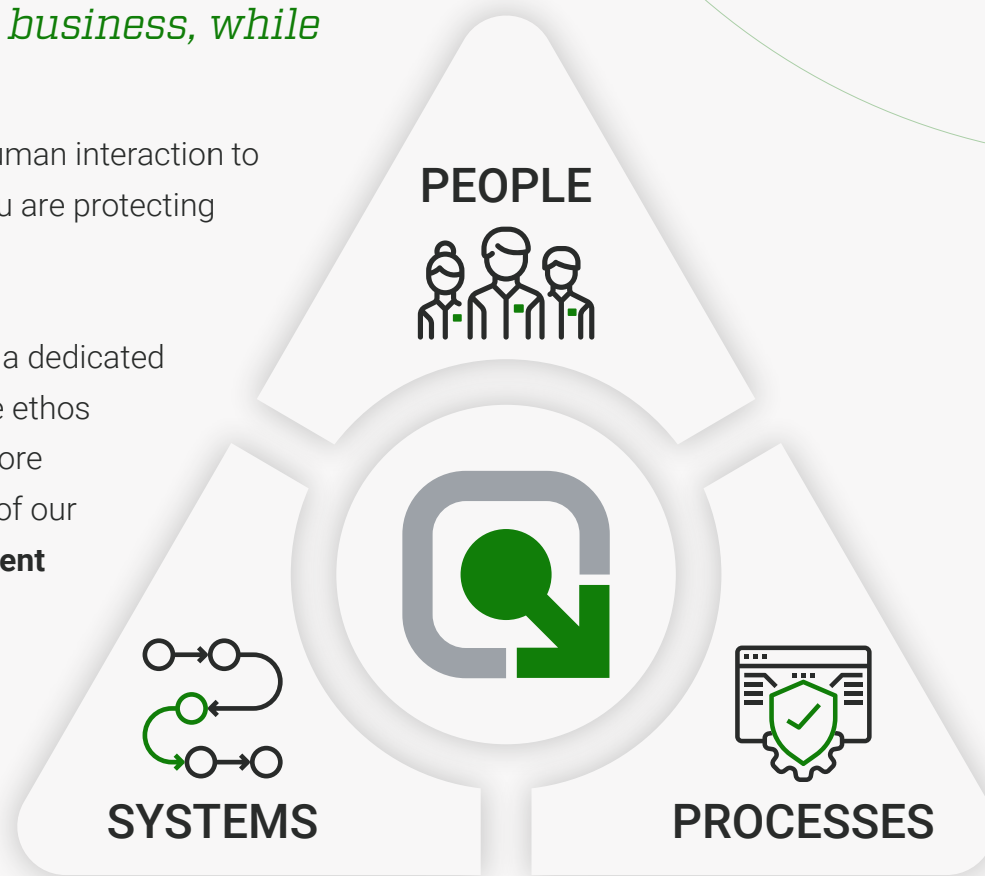 business, while
uman interaction to
u are protecting
a dedicated
e ethos
ore
of our
ent
PEOPLE
SYSTEMS
PROCESSES